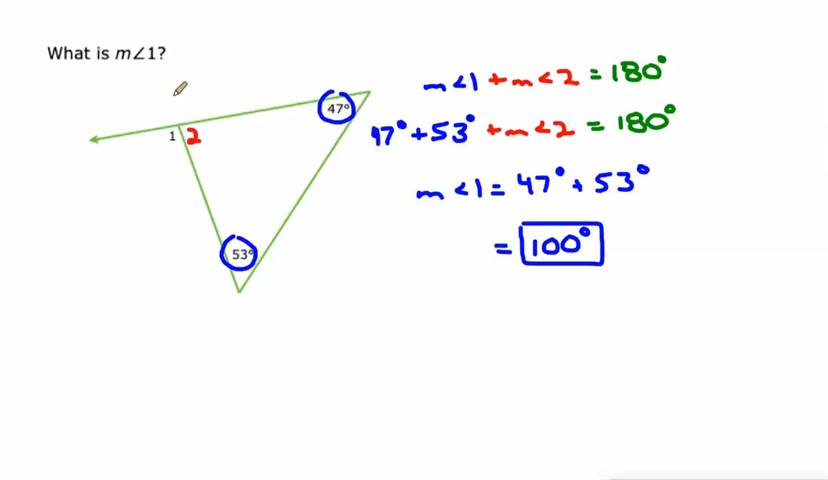 What is m∠1?
m∠1 + m∠2 = 180°
47°
1 2
47° + 53° + m∠2 = 180°
m∠1 = 47° + 53°
= 100°
53°